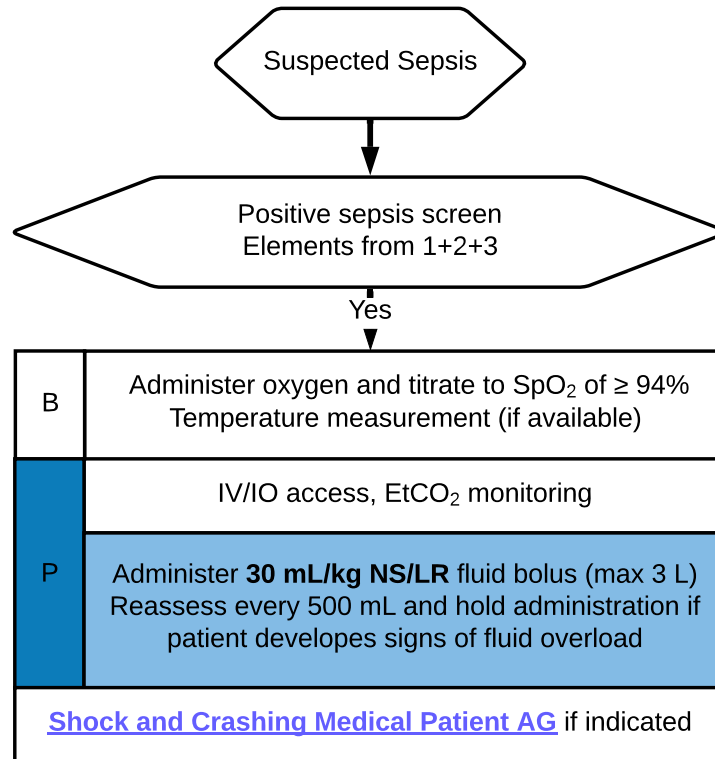 Suspected Sepsis
Positive sepsis screen
Elements from 1+2+3
Yes
B
Administer oxygen and titrate to SpO₂ of ≥ 94%
Temperature measurement (if available)
P
IV/IO access, EtCO₂ monitoring
Administer 30 mL/kg NS/LR fluid bolus (max 3 L)
Reassess every 500 mL and hold administration if
patient developes signs of fluid overload
Shock and Crashing Medical Patient AG if indicated